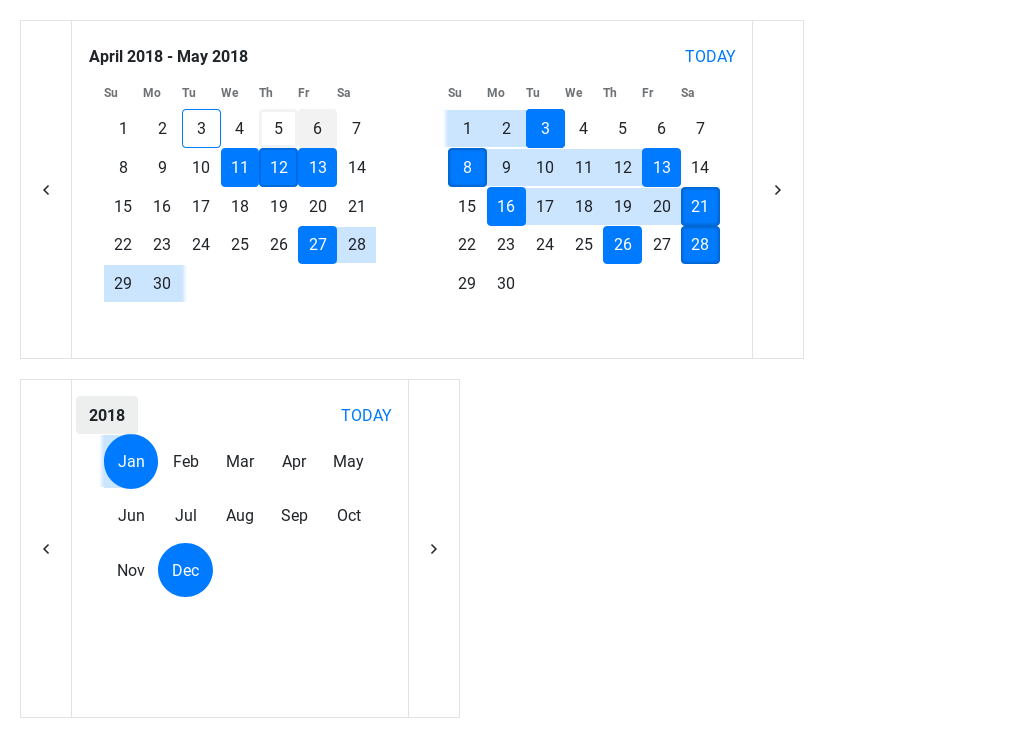 April 2018 - May 2018 TODAY
Su Mo Tu We Th Fr Sa
1 2 3 4 5 6 7
8 9 10 11 12 13 14
15 16 17 18 19 20 21
22 23 24 25 26 27 28
29 30
Su Mo Tu We Th Fr Sa
1 2 3 4 5 6 7
8 9 10 11 12 13 14
15 16 17 18 19 20 21
22 23 24 25 26 27 28
29 30
2018 TODAY
Jan Feb Mar Apr May
Jun Jul Aug Sep Oct
Nov Dec